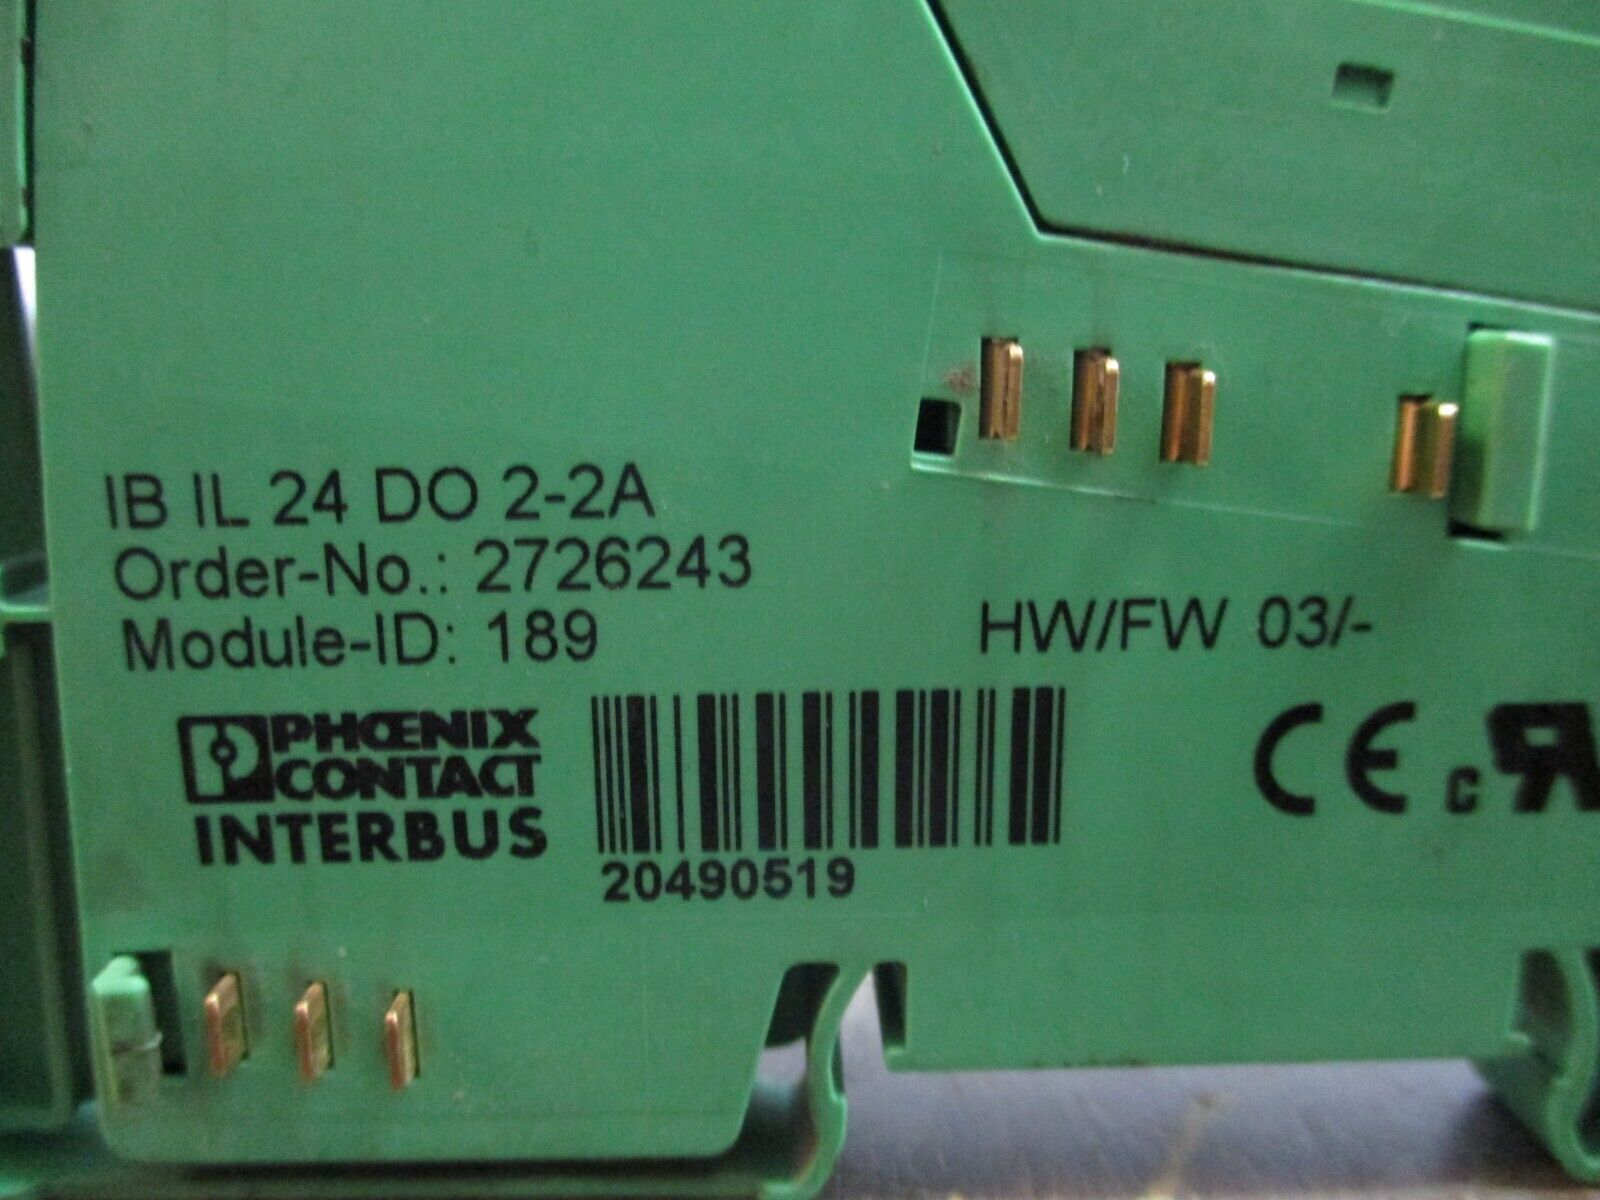 IB IL 24 DO 2-2A
Order-No.: 2726243
Module-ID: 189
HW/FW 03/-
PHŒNIX
CONTACT
INTERBUS
20490519
CE
c